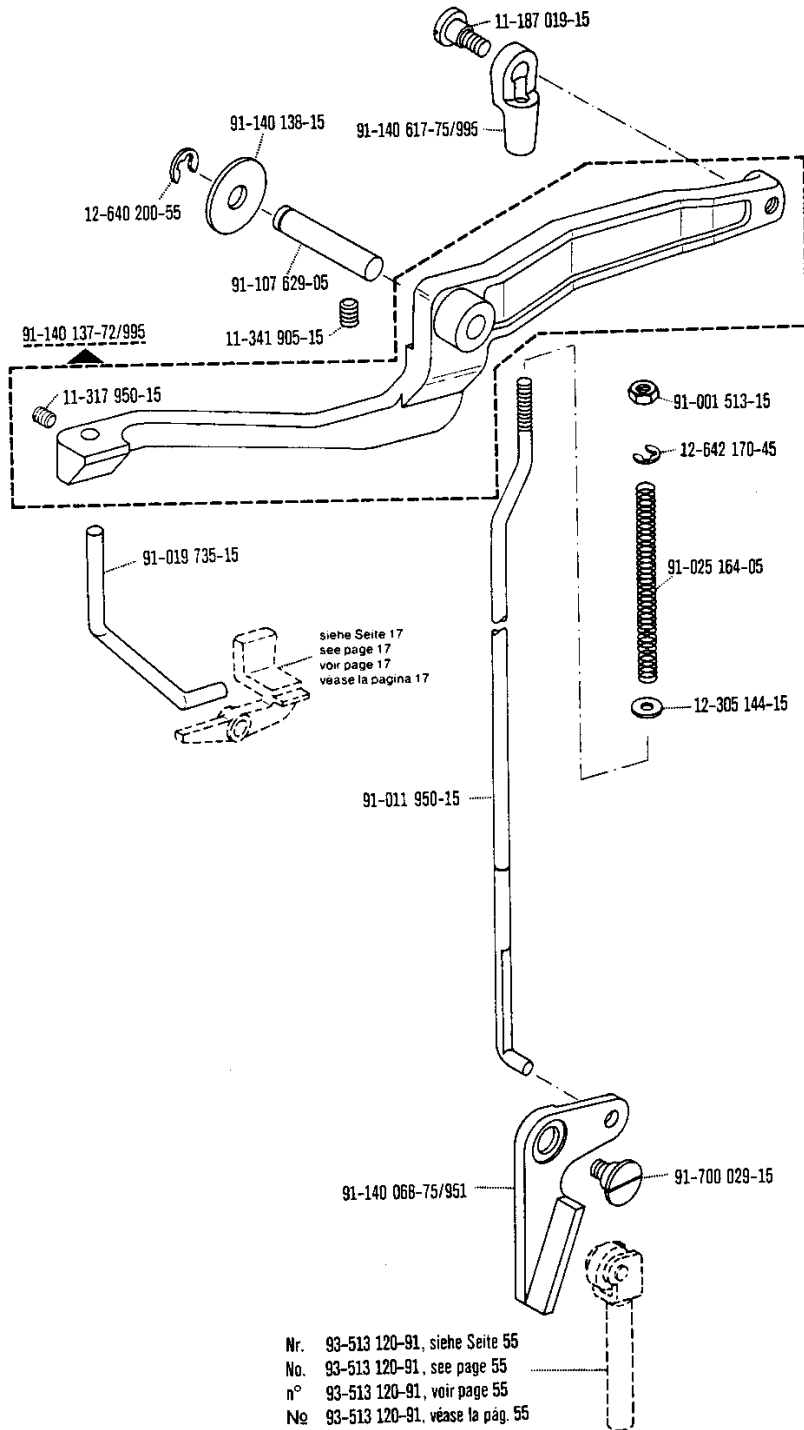 11-187 019-15
91-140 138-15
91-140 617-75/995
12-640 200-55
91-107 629-05
91-140 137-72/995
11-341 905-15
11-317 950-15
91-001 513-15
12-642 170-45
91-019 735-15
91-025 164-05
siehe Seite 17
see page 17
voir page 17
véase la pagina 17
12-305 144-15
91-011 950-15
91-140 068-75/951
91-700 029-15
Nr. 93-513 120-91, siehe Seite 55
No. 93-513 120-91, see page 55
n° 93-513 120-91, voir page 55
№ 93-513 120-91, véase la pág. 55